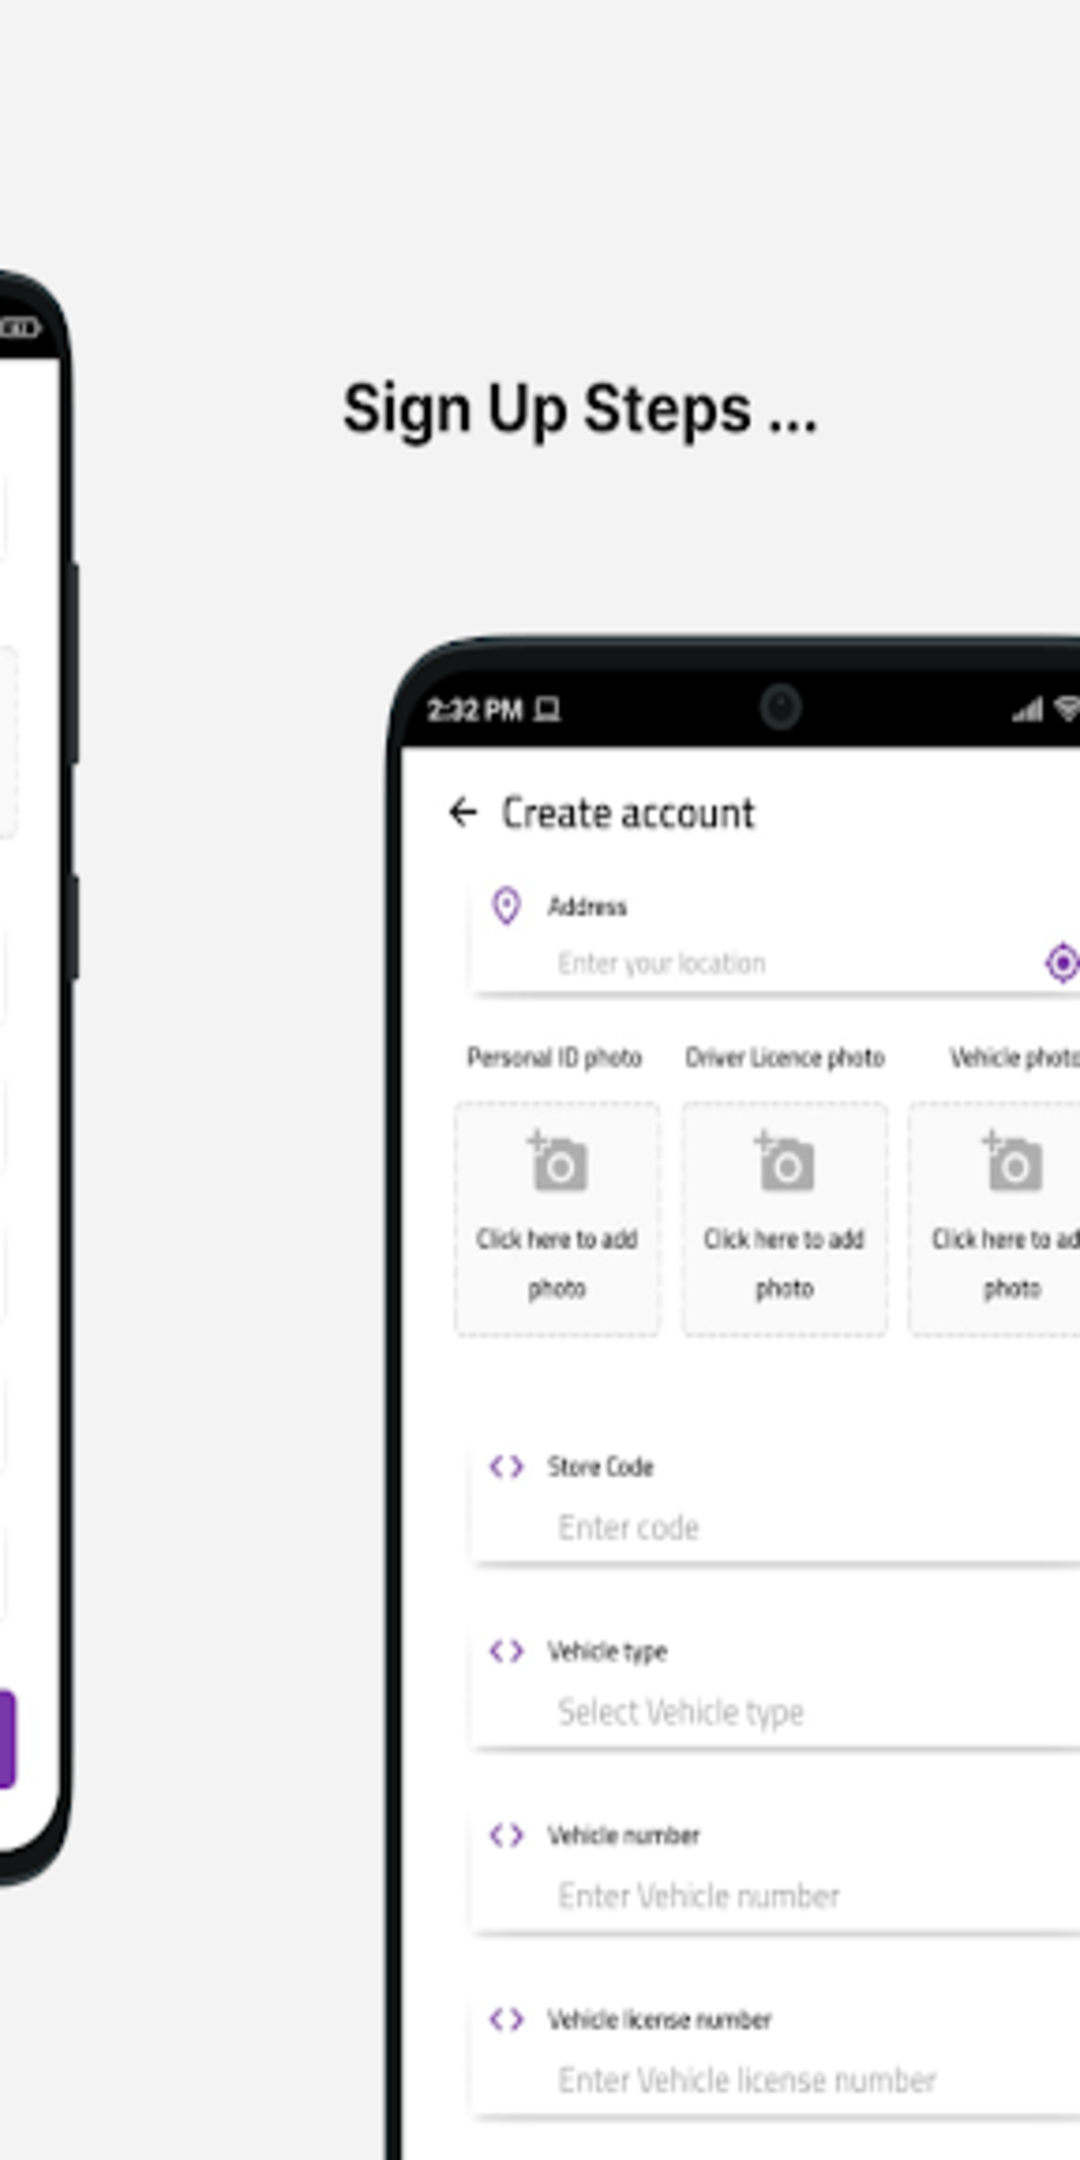 Sign Up Steps ...
2:32 PM
Create account
Address
Enter your location
Personal ID photo Driver Licence photo Vehicle photo
Click here to add Click here to add Click here to ad
photo photo photo
Store Code
Enter code
Vehicle type
Select Vehicle type
Vehicle number
Enter Vehicle number
Vehicle license number
Enter Vehicle license number